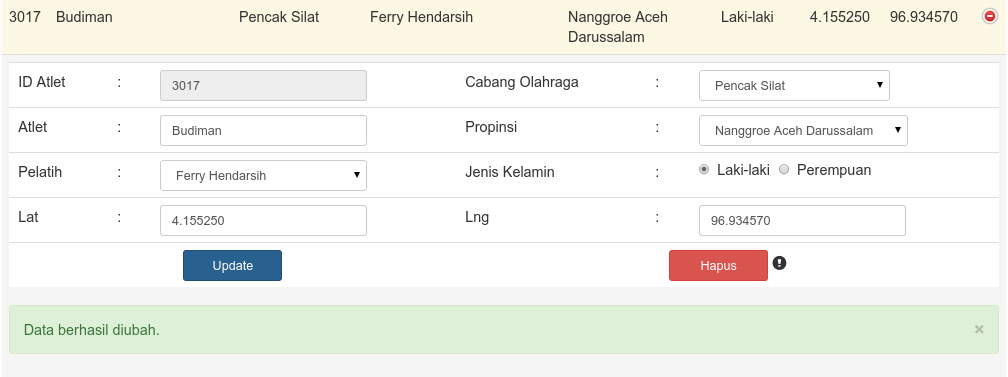 3017 Budiman Pencak Silat Ferry Hendarsih Nanggroe Aceh Laki-laki 4.155250 96.934570
Darussalam
ID Atlet : 3017 Cabang Olahraga : Pencak Silat
Atlet : Budiman Propinsi : Nanggroe Aceh Darussalam
Pelatih : Ferry Hendarsih Jenis Kelamin : Laki-laki Perempuan
Lat : 4.155250 Lng : 96.934570
Update Hapus
Data berhasil diubah. ×